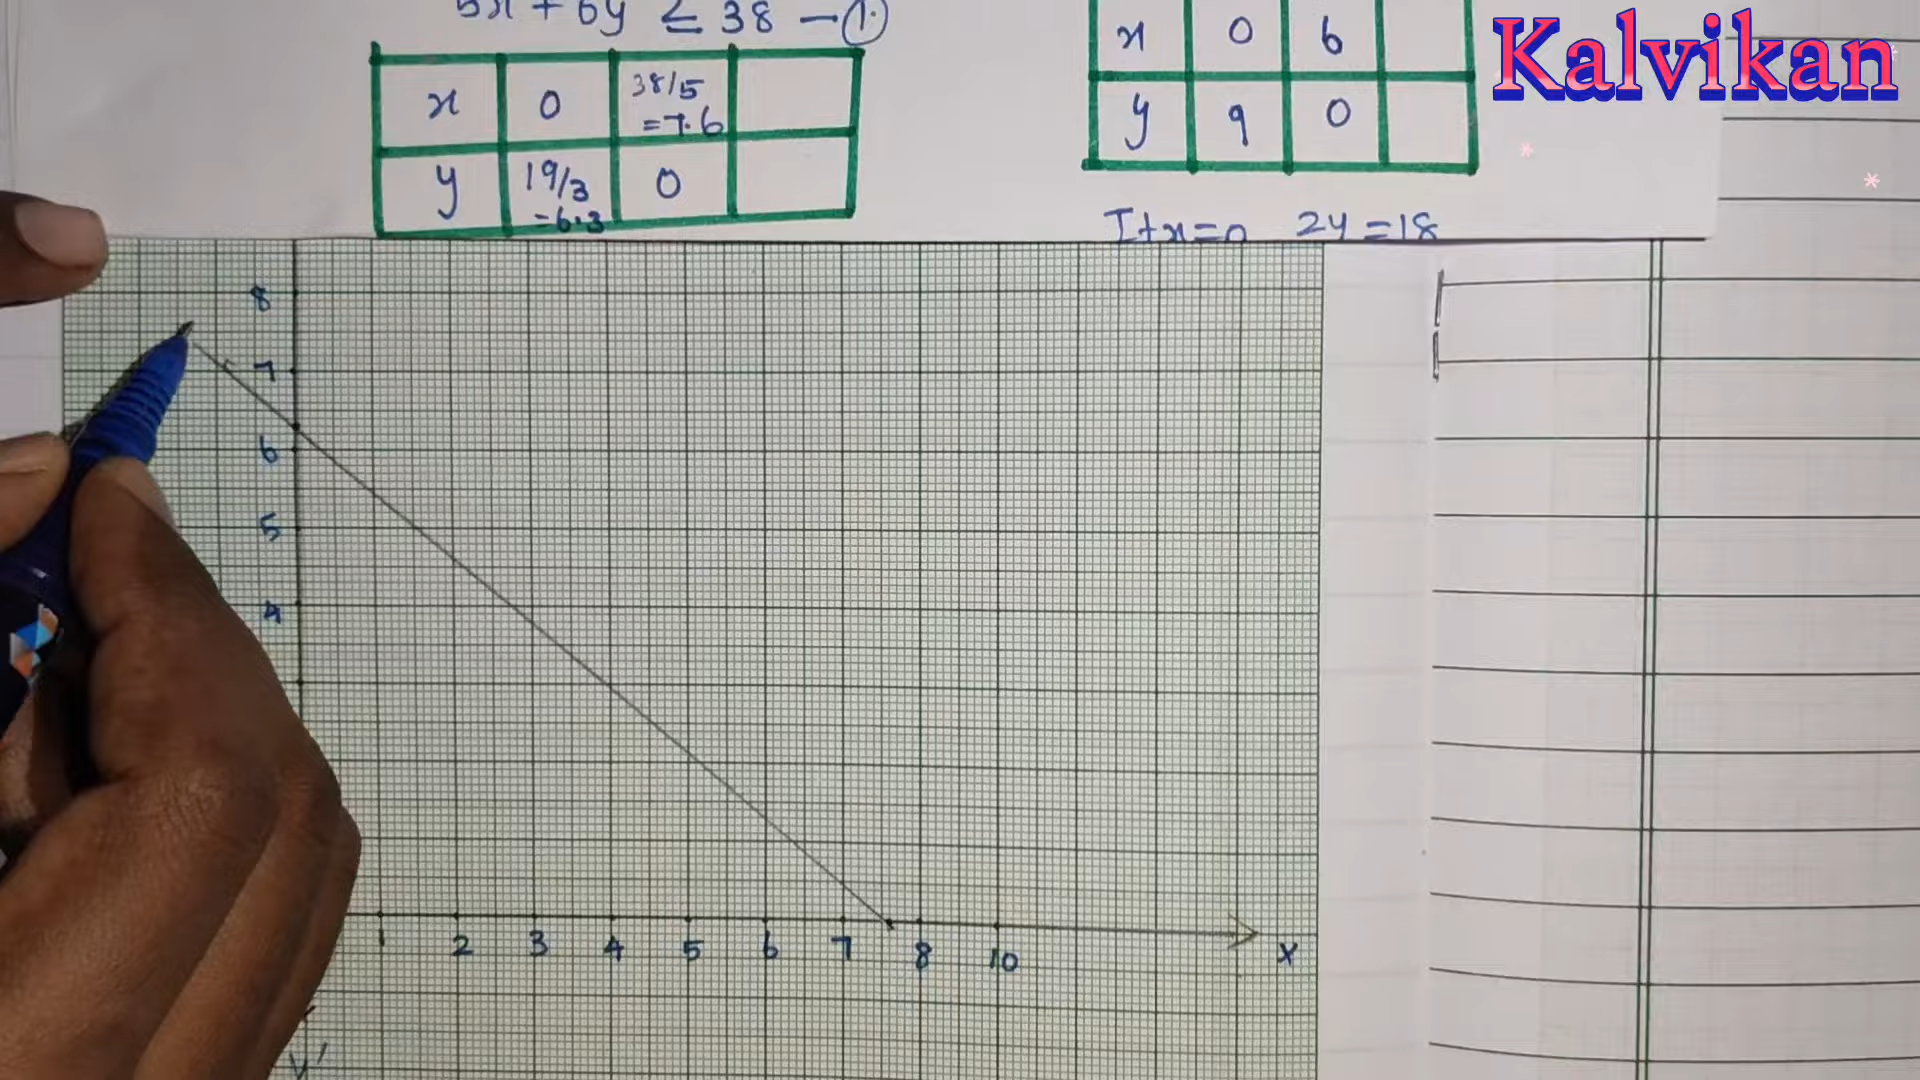 5x + 6y ≤ 38 — ①.
x 0 38/5 =7.6
y 19/3 =6.3 0
x 0 6
y 9 0
Kalvikan
It x=0 2y =18
8
7
6
5
4
1 2 3 4 5 6 7 8 10 X
y'